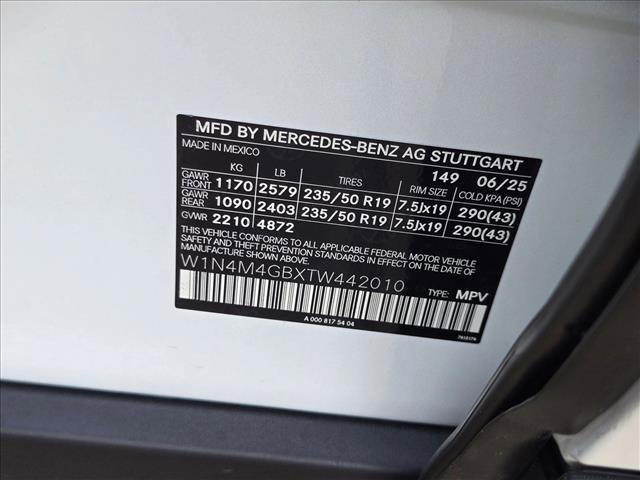 MFD BY MERCEDES-BENZ AG STUTTGART
MADE IN MEXICO 149 06/25
KG LB TIRES RIM SIZE COLD KPA (PSI)
GAWR FRONT 1170 2579 235/50 R19 7.5Jx19 290(43)
GAWR REAR 1090 2403 235/50 R19 7.5Jx19 290(43)
GVWR 2210 4872
THIS VEHICLE CONFORMS TO ALL APPLICABLE FEDERAL MOTOR VEHICLE
SAFETY AND THEFT PREVENTION STANDARDS IN EFFECT ON THE DATE OF
MANUFACTURE SHOWN ABOVE.
W1N4M4GBXTW442010 TYPE: MPV
A 000 817 54 04